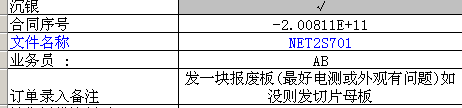 沉银 √
合同序号 -2.00811E+11
文件名称 NET2S701
业务员： AB
发一块报废板(最好电测或外观有问题)如
订单录入备注 没则发切片母板